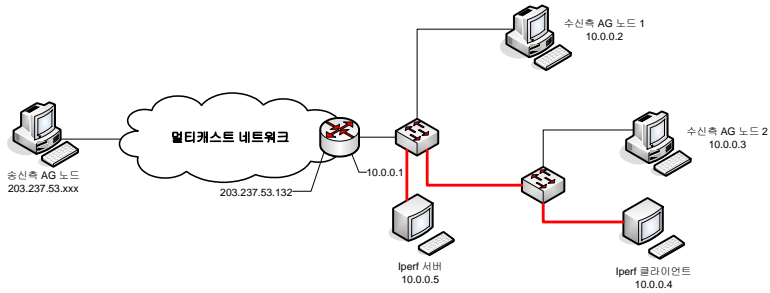 수신측 AG 노드 1
10.0.0.2
멀티캐스트 네트워크
수신측 AG 노드 2
10.0.0.3
송신측 AG 노드
203.237.53.xxx
10.0.0.1
203.237.53.132
Iperf 서버
10.0.0.5
Iperf 클라이언트
10.0.0.4